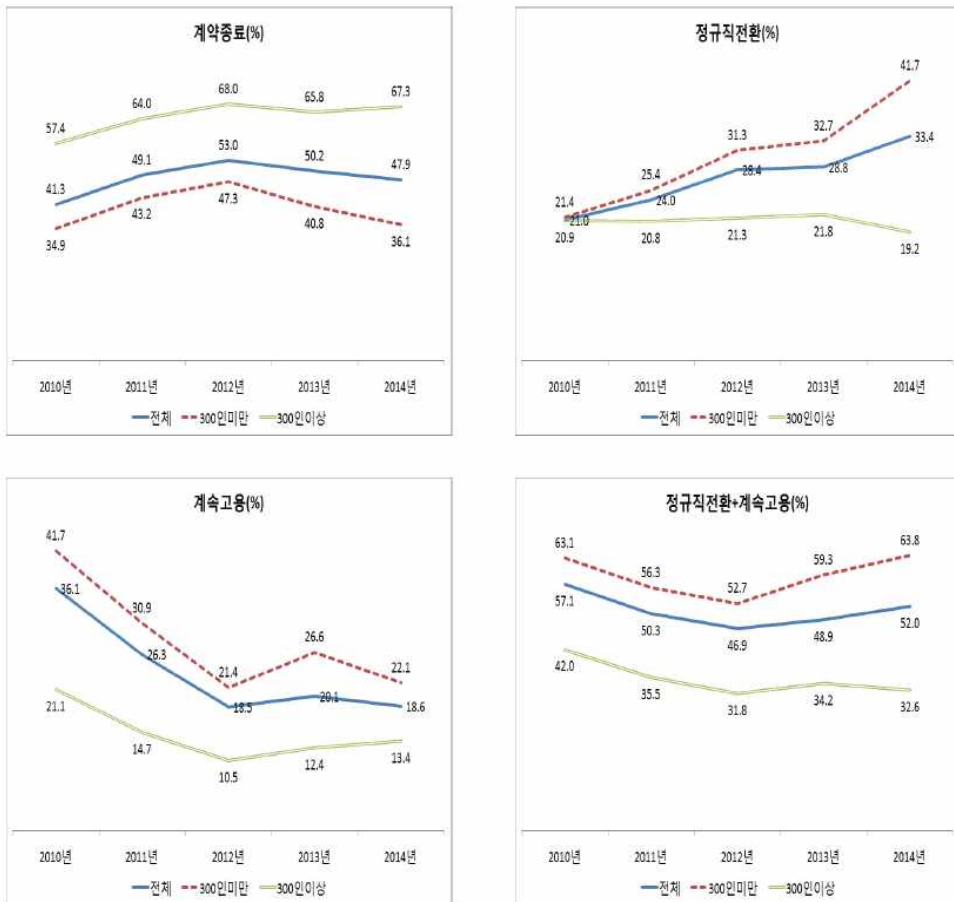 계약종료(%)
57.4 64.0 68.0 65.8 67.3
41.3 49.1 53.0 50.2 47.9
34.9 43.2 47.3 40.8 36.1
2010년 2011년 2012년 2013년 2014년
전체 300인미만 300인이상
정규직전환(%)
21.4 25.4 31.3 32.7 41.7
21.0 24.0 28.4 28.8 33.4
20.9 20.8 21.3 21.8 19.2
2010년 2011년 2012년 2013년 2014년
전체 300인미만 300인이상
계속고용(%)
41.7 30.9 21.4 26.6 22.1
36.1 26.3 18.5 20.1 18.6
21.1 14.7 10.5 12.4 13.4
2010년 2011년 2012년 2013년 2014년
전체 300인미만 300인이상
정규직전환+계속고용(%)
63.1 56.3 52.7 59.3 63.8
57.1 50.3 46.9 48.9 52.0
42.0 35.5 31.8 34.2 32.6
2010년 2011년 2012년 2013년 2014년
전체 300인미만 300인이상